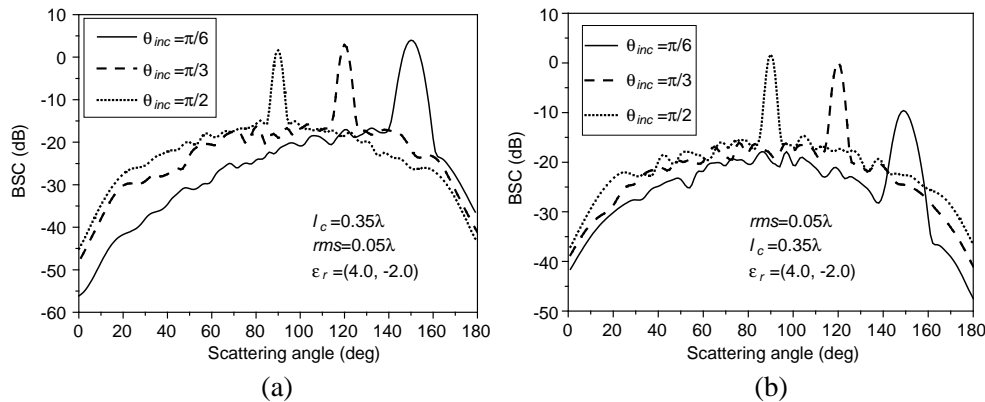 10
0
-10
-20
-30
-40
-50
-60
BSC (dB)
θinc=π/6
θinc=π/3
θinc=π/2
lc=0.35λ
rms=0.05λ
εr=(4.0, -2.0)
0 20 40 60 80 100 120 140 160 180
Scattering angle (deg)
(a)
10
0
-10
-20
-30
-40
-50
BSC (dB)
θinc=π/6
θinc=π/3
θinc=π/2
rms=0.05λ
lc=0.35λ
εr=(4.0, -2.0)
0 20 40 60 80 100 120 140 160 180
Scattering angle (deg)
(b)